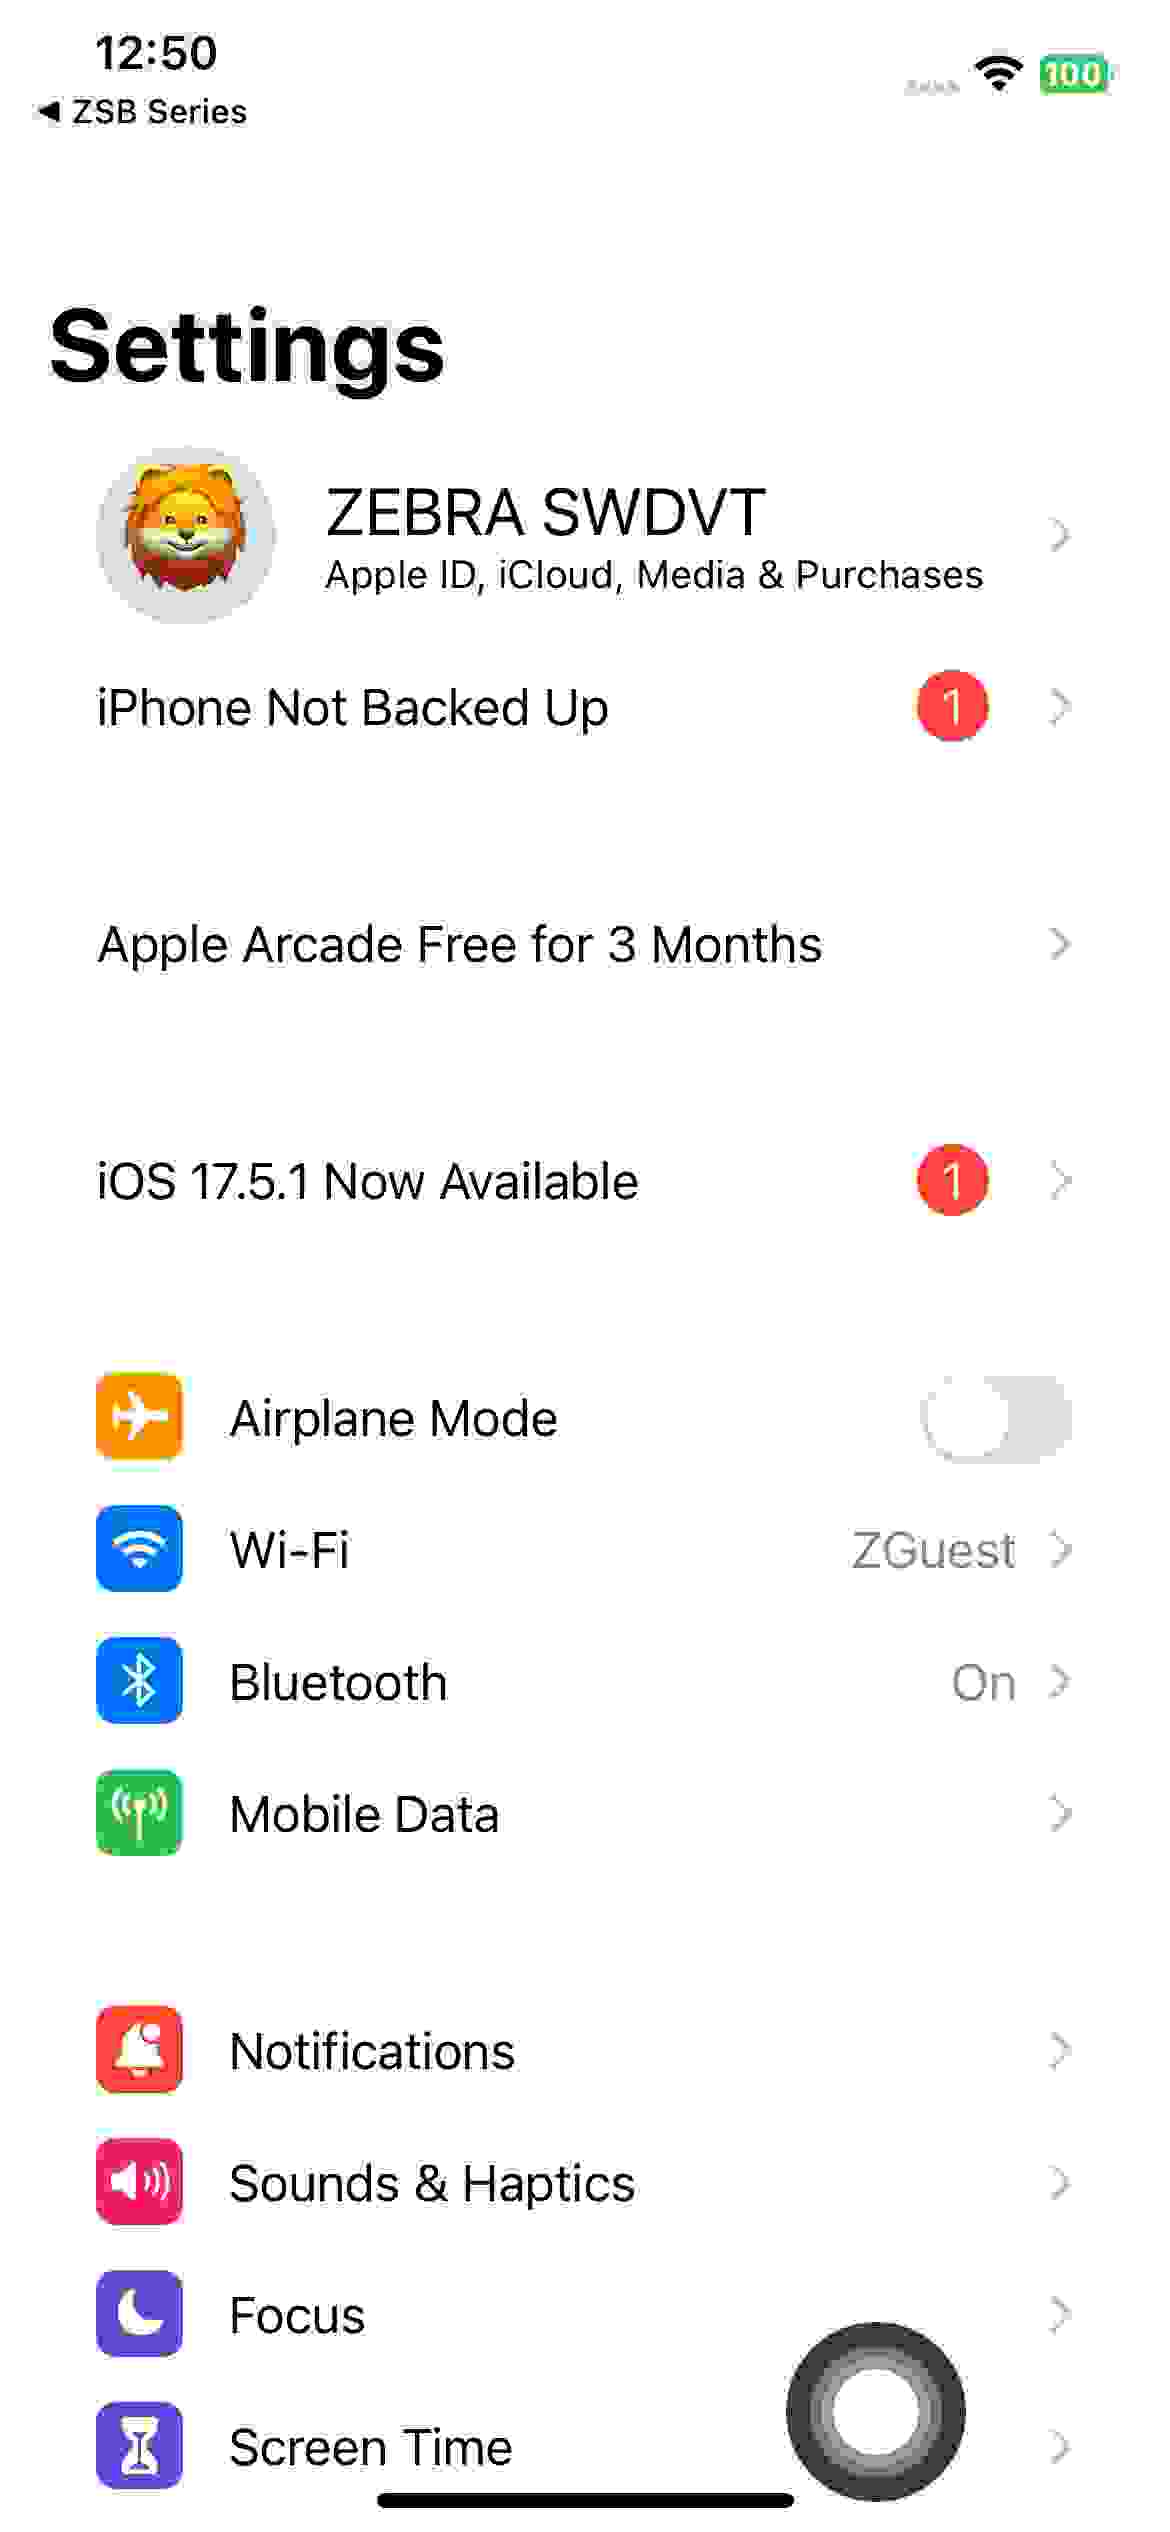 12:50
◀ ZSB Series
100
Settings
ZEBRA SWDVT
Apple ID, iCloud, Media & Purchases
iPhone Not Backed Up 1
Apple Arcade Free for 3 Months
iOS 17.5.1 Now Available 1
Airplane Mode
Wi-Fi ZGuest
Bluetooth On
Mobile Data
Notifications
Sounds & Haptics
Focus
Screen Time